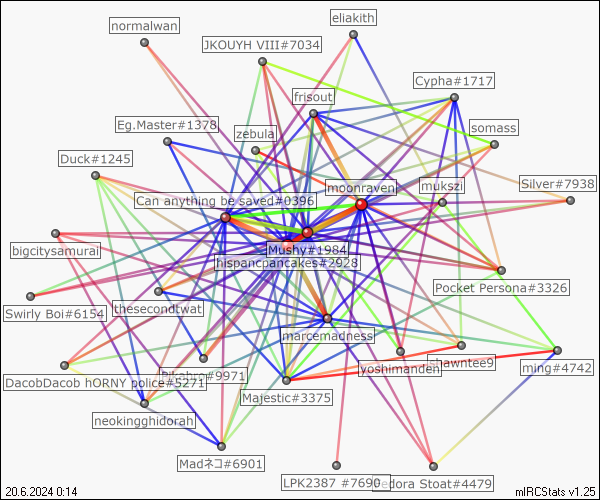 normalwan
eliakith
JKOUYH VIII#7034
Cypha#1717
frisout
Eg.Master#1378
zebula
somass
Duck#1245
moonraven
mukszi
Silver#7938
Can anything be saved#0396
bigcitysamurai
Mushy#1984
hispancpancakes#2928
Pocket Persona#3326
Swirly Boi#6154
thesecondtwat
marcemadness
shawntee9
yoshimanden
ming#4742
#9971
DacobDacob hORNY police#5271
Majestic#3375
neokingghidorah
Madネコ#6901
LPK2387 #7690
Fedora Stoat#4479
20.6.2024 0:14
mIRCStats v1.25